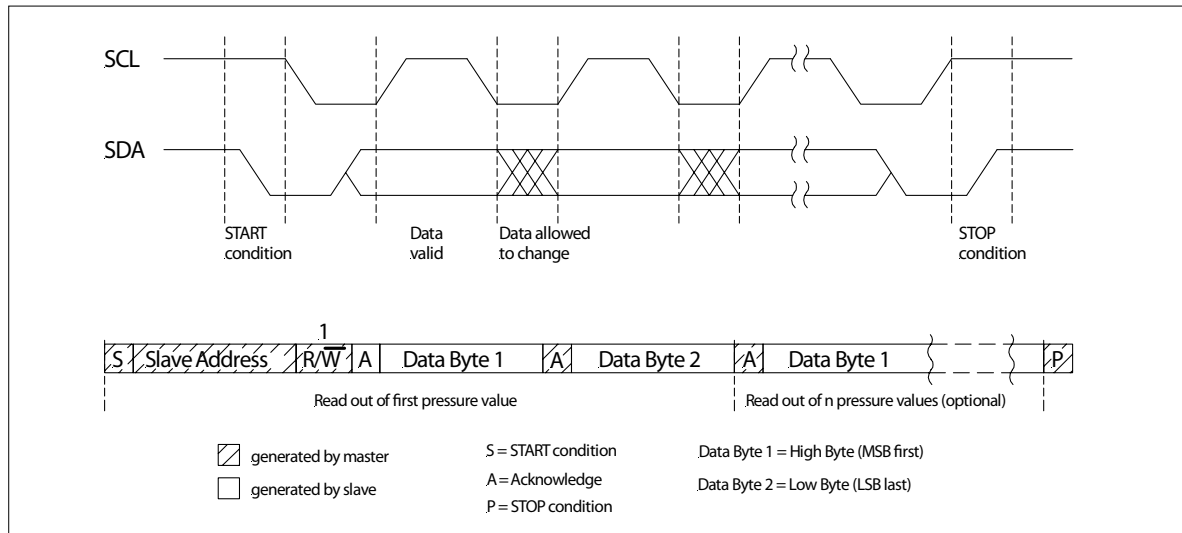 SCL
SDA
START
condition
Data
valid
Data allowed
to change
STOP
condition
1
S Slave Address R/W̅ A Data Byte 1 A Data Byte 2 A Data Byte 1 P
Read out of first pressure value
Read out of n pressure values (optional)
generated by master
generated by slave
S = START condition
A = Acknowledge
P = STOP condition
Data Byte 1 = High Byte (MSB first)
Data Byte 2 = Low Byte (LSB last)